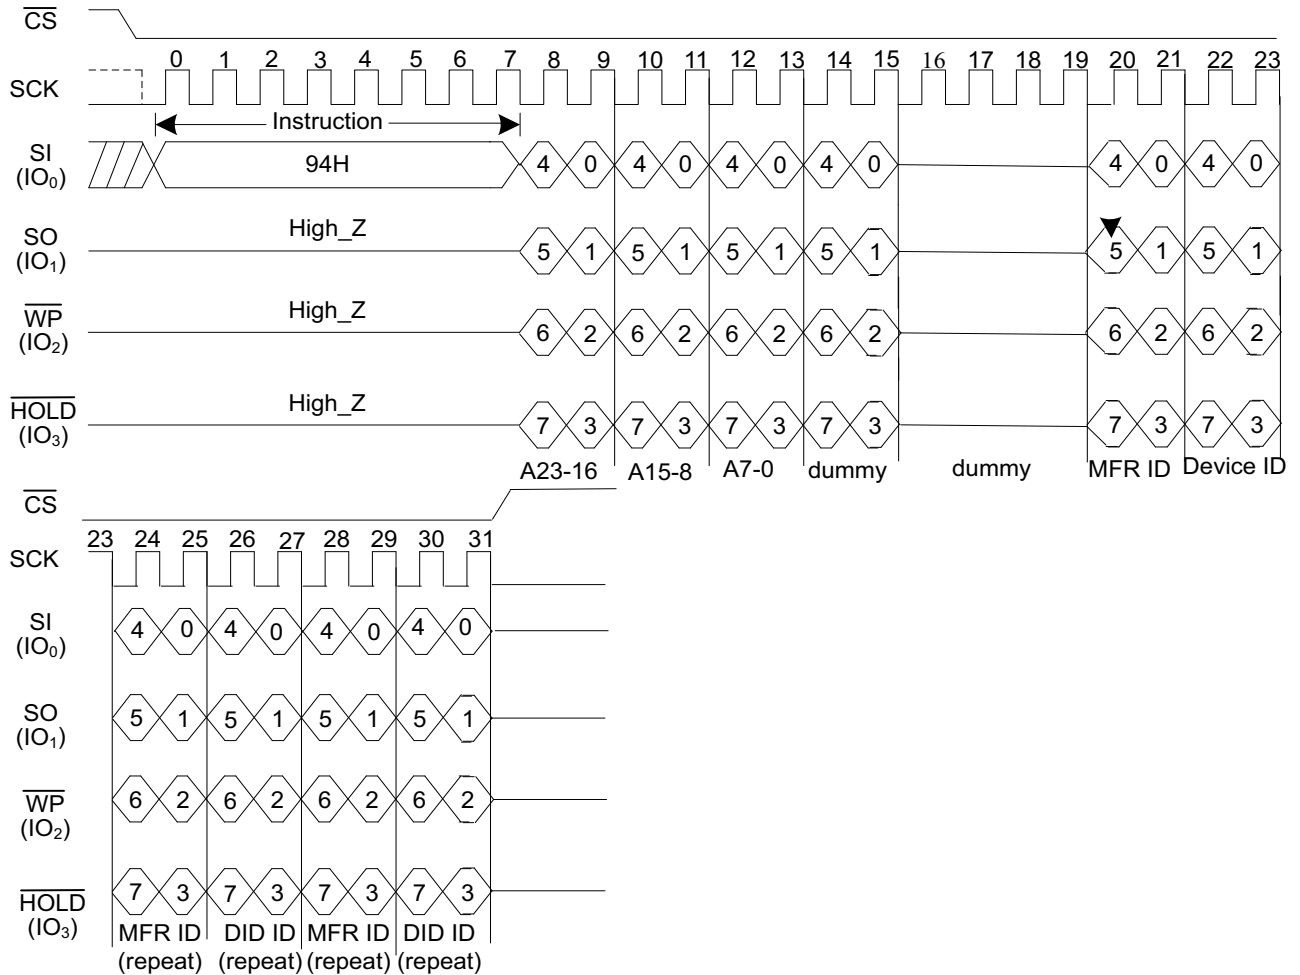 CS
0 1 2 3 4 5 6 7 8 9 10 11 12 13 14 15 16 17 18 19 20 21 22 23
SCK
Instruction
SI
(IO₀)
94H
4 0 4 0 4 0 4 0 4 0 4 0
SO
(IO₁)
High_Z
5 1 5 1 5 1 5 1 5 1 5 1
WP
(IO₂)
High_Z
6 2 6 2 6 2 6 2 6 2 6 2
HOLD
(IO₃)
High_Z
7 3 7 3 7 3 7 3 7 3 7 3
A23-16 A15-8 A7-0 dummy dummy MFR ID Device ID
CS
23 24 25 26 27 28 29 30 31
SCK
SI
(IO₀)
4 0 4 0 4 0 4 0
SO
(IO₁)
5 1 5 1 5 1 5 1
WP
(IO₂)
6 2 6 2 6 2 6 2
HOLD
(IO₃)
7 3 7 3 7 3 7 3
MFR ID DID ID MFR ID DID ID
(repeat) (repeat) (repeat) (repeat)